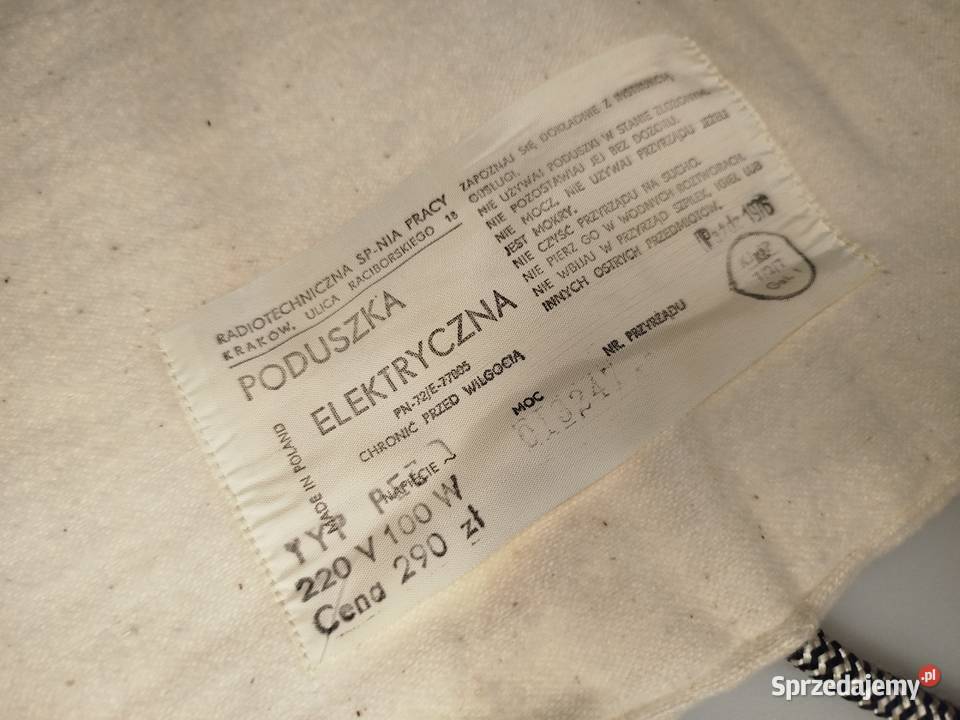 RADIOTECHNICZNA SP-NIA PRACY
KRAKÓW, ULICA RACIBORSKIEGO 18
PODUSZKA
ELEKTRYCZNA
PN-72/E-77005
CHRONIĆ PRZED WILGOCIĄ
MADE IN POLAND
NAPIĘCIE ~
MOC
NR. PRZYRZĄDU
TYP
220 V 100 W
Cena 290 zł
ZAPOZNAJ SIĘ DOKŁADNIE Z INSTRUKCJĄ
OBSŁUGI.
NIE UŻYWAJ PODUSZKI W STANIE ZŁOŻONYM.
NIE POZOSTAWIAJ JEJ BEZ DOZORU.
NIE MOCZ. NIE UŻYWAJ PRZYRZĄDU JEŻELI
JEST MOKRY.
NIE CZYŚĆ PRZYRZĄDU NA SUCHO.
NIE PIERZ GO W WODNYCH ROZTWORACH.
NIE WBIJAJ W PRZYRZĄD SZPILEK, IGIEŁ LUB
INNYCH OSTRYCH PRZEDMIOTÓW.
1976
Sprzedajemy.pl